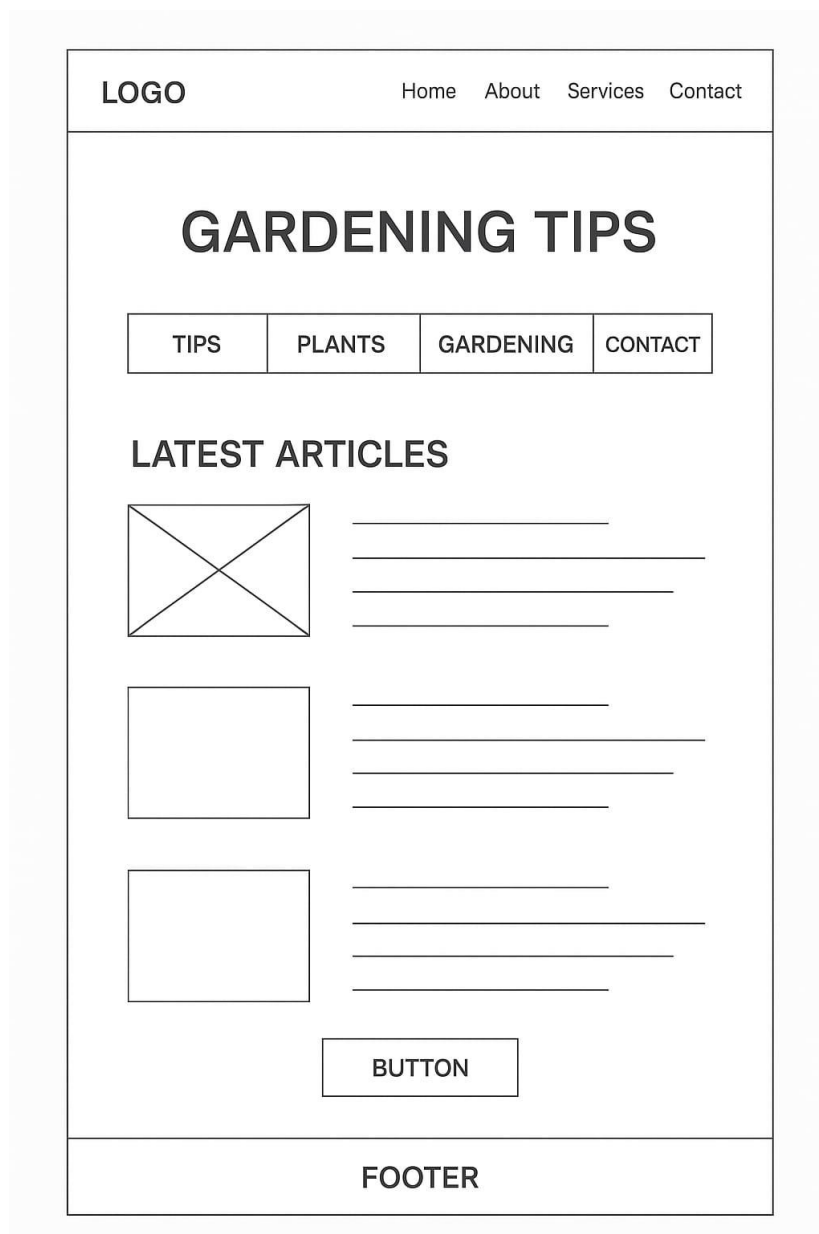 LOGO Home About Services Contact
GARDENING TIPS
TIPS PLANTS GARDENING CONTACT
LATEST ARTICLES
BUTTON
FOOTER